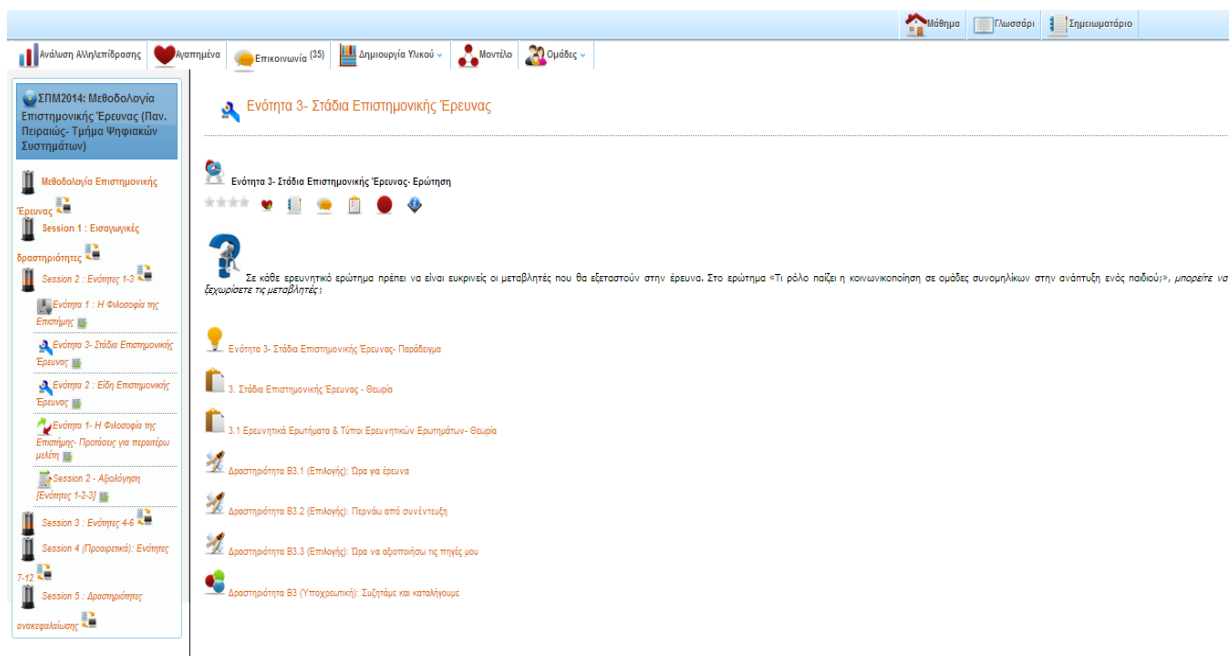 Μάθημα Γλωσσάρι Σημειωματάριο
Ανάλυση Αλληλεπίδρασης Αγαπημένα Επικοινωνία (35) Δημιουργία Υλικού Μοντέλο Ομάδες
ΣΠΜ2014: Μεθοδολογία
Επιστημονικής Έρευνας (Παν.
Πειραιώς- Τμήμα Ψηφιακών
Συστημάτων)
Μεθοδολογία Επιστημονικής
Έρευνας
Session 1 : Εισαγωγικές
δραστηριότητες
Session 2 : Ενότητες 1-3
Ενότητα 1 : Η Φιλοσοφία της
Επιστήμης
Ενότητα 3- Στάδια Επιστημονικής
Έρευνας
Ενότητα 2 : Είδη Επιστημονικής
Έρευνας
Ενότητα 1- Η Φιλοσοφία της
Επιστήμης- Προτάσεις για περαιτέρω
μελέτη
Session 2 - Αξιολόγηση
[Ενότητες 1-2-3]
Session 3 : Ενότητες 4-6
Session 4 (Προαιρετικά): Ενότητες
7-12
Session 5 : Δραστηριότητες
ανακεφαλαίωσης
Ενότητα 3- Στάδια Επιστημονικής Έρευνας
Ενότητα 3- Στάδια Επιστημονικής Έρευνας- Ερώτηση
Σε κάθε ερευνητικό ερώτημα πρέπει να είναι ευκρινείς οι μεταβλητές που θα εξεταστούν στην έρευνα. Στο ερώτημα «Τι ρόλο παίζει η κοινωνικοποίηση σε ομάδες συνομηλίκων στην ανάπτυξη ενός παιδιού;», μπορείτε να
ξεχωρίσετε τις μεταβλητές;
Ενότητα 3- Στάδια Επιστημονικής Έρευνας- Παράδειγμα
3. Στάδια Επιστημονικής Έρευνας - Θεωρία
3.1 Ερευνητικά Ερωτήματα & Τύποι Ερευνητικών Ερωτημάτων- Θεωρία
Δραστηριότητα Β3.1 (Επιλογής): Ώρα για έρευνα
Δραστηριότητα Β3.2 (Επιλογής): Περνάω από συνέντευξη
Δραστηριότητα Β3.3 (Επιλογής): Ώρα να αξιοποιήσω τις πηγές μου
Δραστηριότητα Β3 (Υποχρεωτική): Συζητάμε και καταλήγουμε